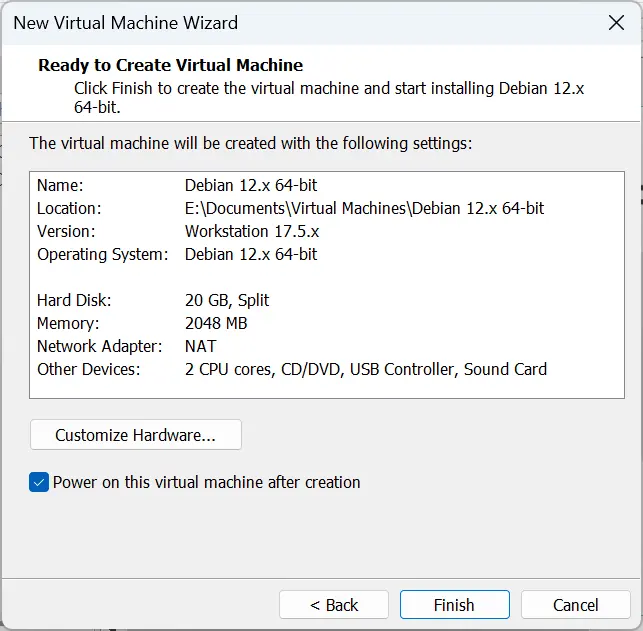 New Virtual Machine Wizard
Ready to Create Virtual Machine
Click Finish to create the virtual machine and start installing Debian 12.x
64-bit.
The virtual machine will be created with the following settings:
Name: Debian 12.x 64-bit
Location: E:\Documents\Virtual Machines\Debian 12.x 64-bit
Version: Workstation 17.5.x
Operating System: Debian 12.x 64-bit
Hard Disk: 20 GB, Split
Memory: 2048 MB
Network Adapter: NAT
Other Devices: 2 CPU cores, CD/DVD, USB Controller, Sound Card
Customize Hardware...
Power on this virtual machine after creation
< Back Finish Cancel